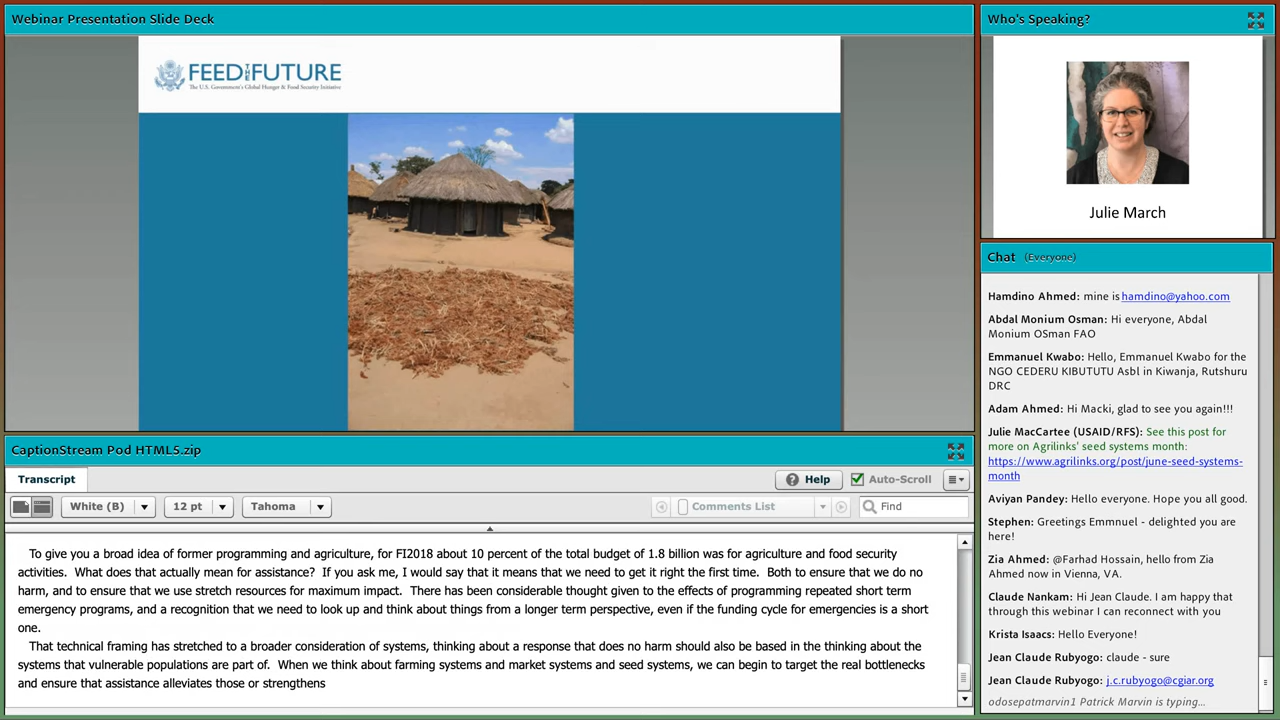 Webinar Presentation Slide Deck
FEED THE FUTURE
The U.S. Government's Global Hunger & Food Security Initiative
Who's Speaking?
Julie March
Chat (Everyone)
Hamdino Ahmed: mine is hamdino@yahoo.com
Abdal Monium Osman: Hi everyone, Abdal
Monium OSman FAO
Emmanuel Kwabo: Hello, Emmanuel Kwabo for the
NGO CEDERU KIBUTUTU Asbl in Kiwanja, Rutshuru
DRC
Adam Ahmed: Hi Macki, glad to see you again!!!
Julie MacCartee (USAID/RFS): See this post for
more on Agrilinks' seed systems month:
https://www.agrilinks.org/post/june-seed-systems-
month
Aviyan Pandey: Hello everyone. Hope you all good.
Stephen: Greetings Emmnuel - delighted you are
here!
Zia Ahmed: @Farhad Hossain, hello from Zia
Ahmed now in Vienna, VA.
Claude Nankam: Hi Jean Claude. I am happy that
through this webinar I can reconnect with you
Krista Isaacs: Hello Everyone!
Jean Claude Rubyogo: claude - sure
Jean Claude Rubyogo: j.c.rubyogo@cgiar.org
odosepatmarvin1 Patrick Marvin is typing...
CaptionStream Pod HTML5.zip
Transcript
Help
Auto-Scroll
White (B)
12 pt
Tahoma
Comments List
Find
To give you a broad idea of former programming and agriculture, for FI2018 about 10 percent of the total budget of 1.8 billion was for agriculture and food security
activities. What does that actually mean for assistance? If you ask me, I would say that it means that we need to get it right the first time. Both to ensure that we do no
harm, and to ensure that we use stretch resources for maximum impact. There has been considerable thought given to the effects of programming repeated short term
emergency programs, and a recognition that we need to look up and think about things from a longer term perspective, even if the funding cycle for emergencies is a short
one.
That technical framing has stretched to a broader consideration of systems, thinking about a response that does no harm should also be based in the thinking about the
systems that vulnerable populations are part of. When we think about farming systems and market systems and seed systems, we can begin to target the real bottlenecks
and ensure that assistance alleviates those or strengthens